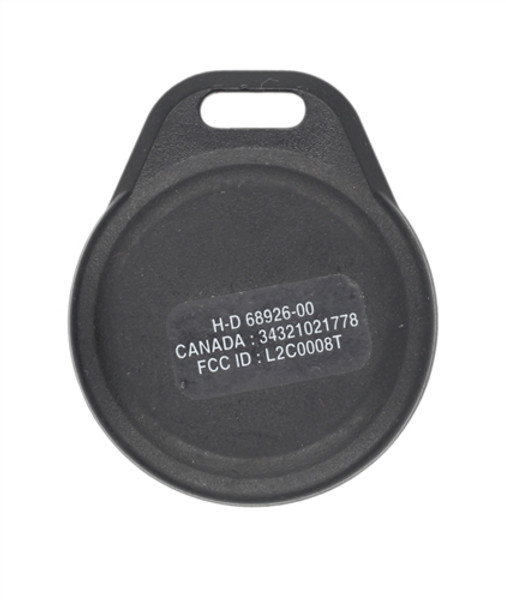 H-D 68926-00
CANADA : 34321021778
FCC ID : L2C0008T